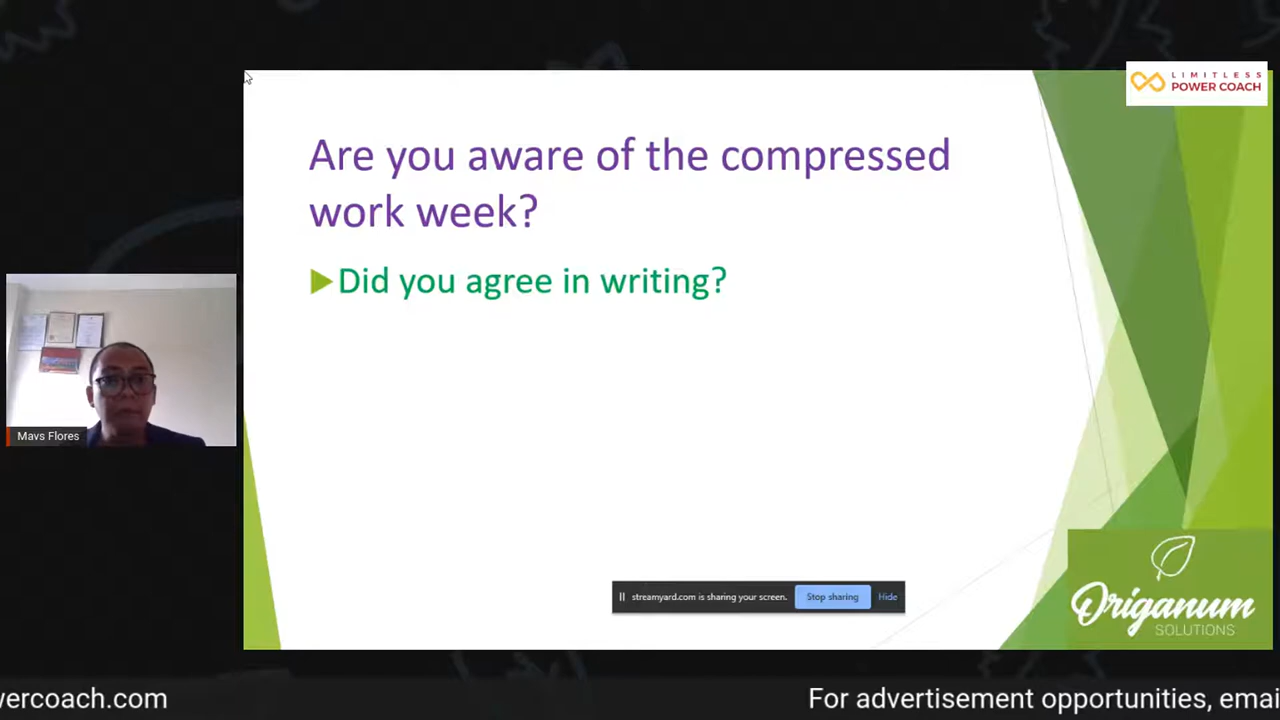 LIMITLESS
POWER COACH
Are you aware of the compressed
work week?
Did you agree in writing?
Mavs Flores
streamyard.com is sharing your screen.
Stop sharing
Hide
Origanum
SOLUTIONS
wercoach.com
For advertisement opportunities, emai